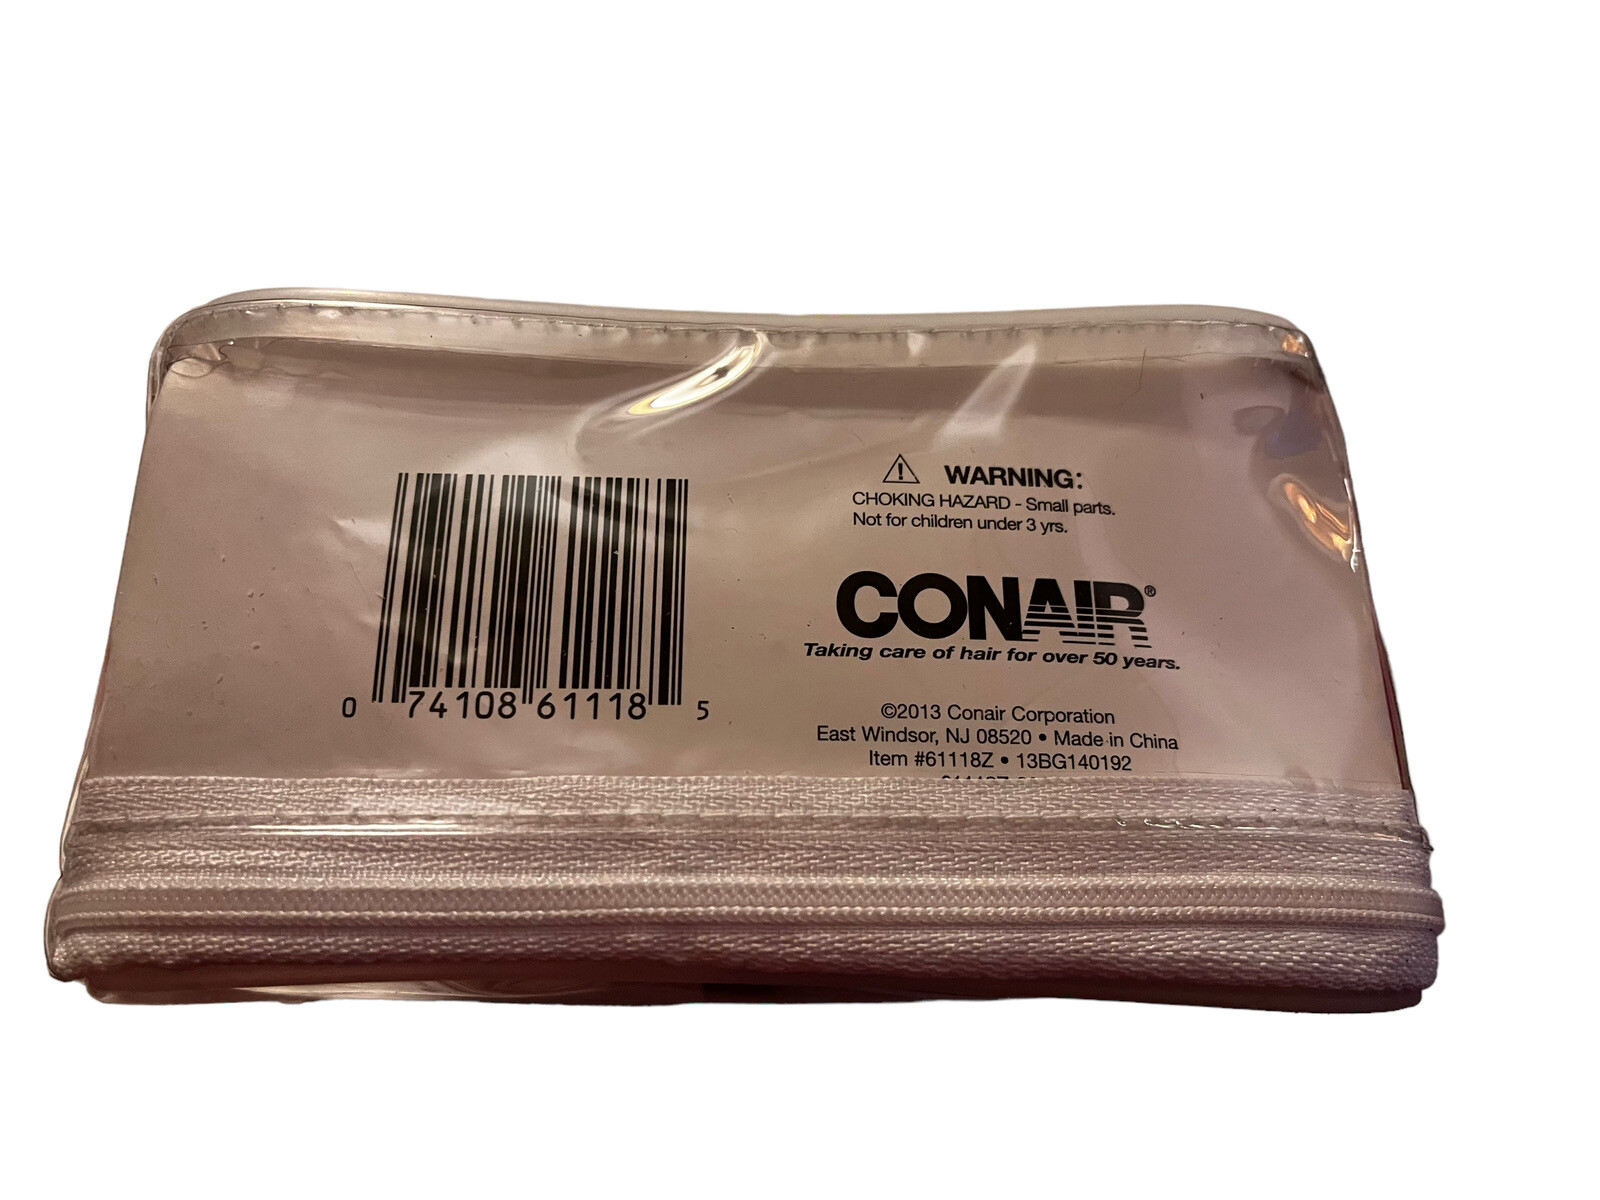 0 74108 61118 5
⚠ WARNING:
CHOKING HAZARD - Small parts.
Not for children under 3 yrs.
CONAIR®
Taking care of hair for over 50 years.
©2013 Conair Corporation
East Windsor, NJ 08520 • Made in China
Item #61118Z • 13BG140192